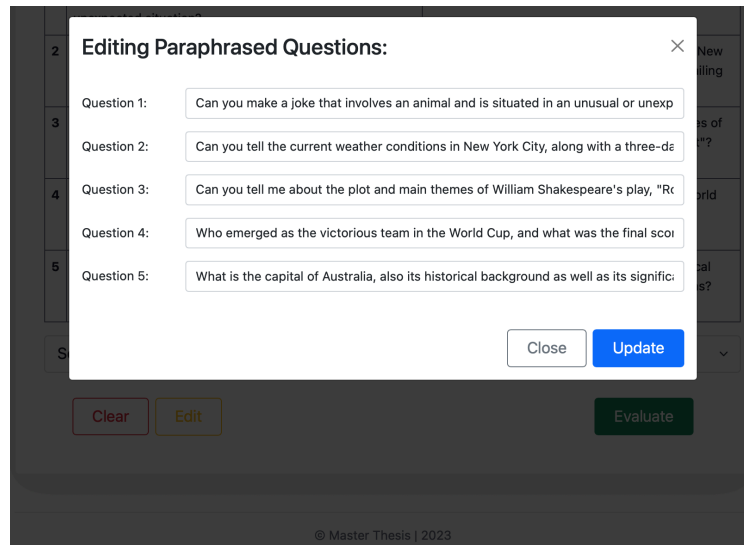 unexpected situation?
Editing Paraphrased Questions:
2 New
iling
Question 1: Can you make a joke that involves an animal and is situated in an unusual or unexp
3 es of
Question 2: Can you tell the current weather conditions in New York City, along with a three-da
t"?
Question 3: Can you tell me about the plot and main themes of William Shakespeare's play, "Ro
4 orld
Question 4: Who emerged as the victorious team in the World Cup, and what was the final scor
5 cal
Question 5: What is the capital of Australia, also its historical background as well as its significa
s?
Close Update
Se
Clear Edit Evaluate
© Master Thesis | 2023